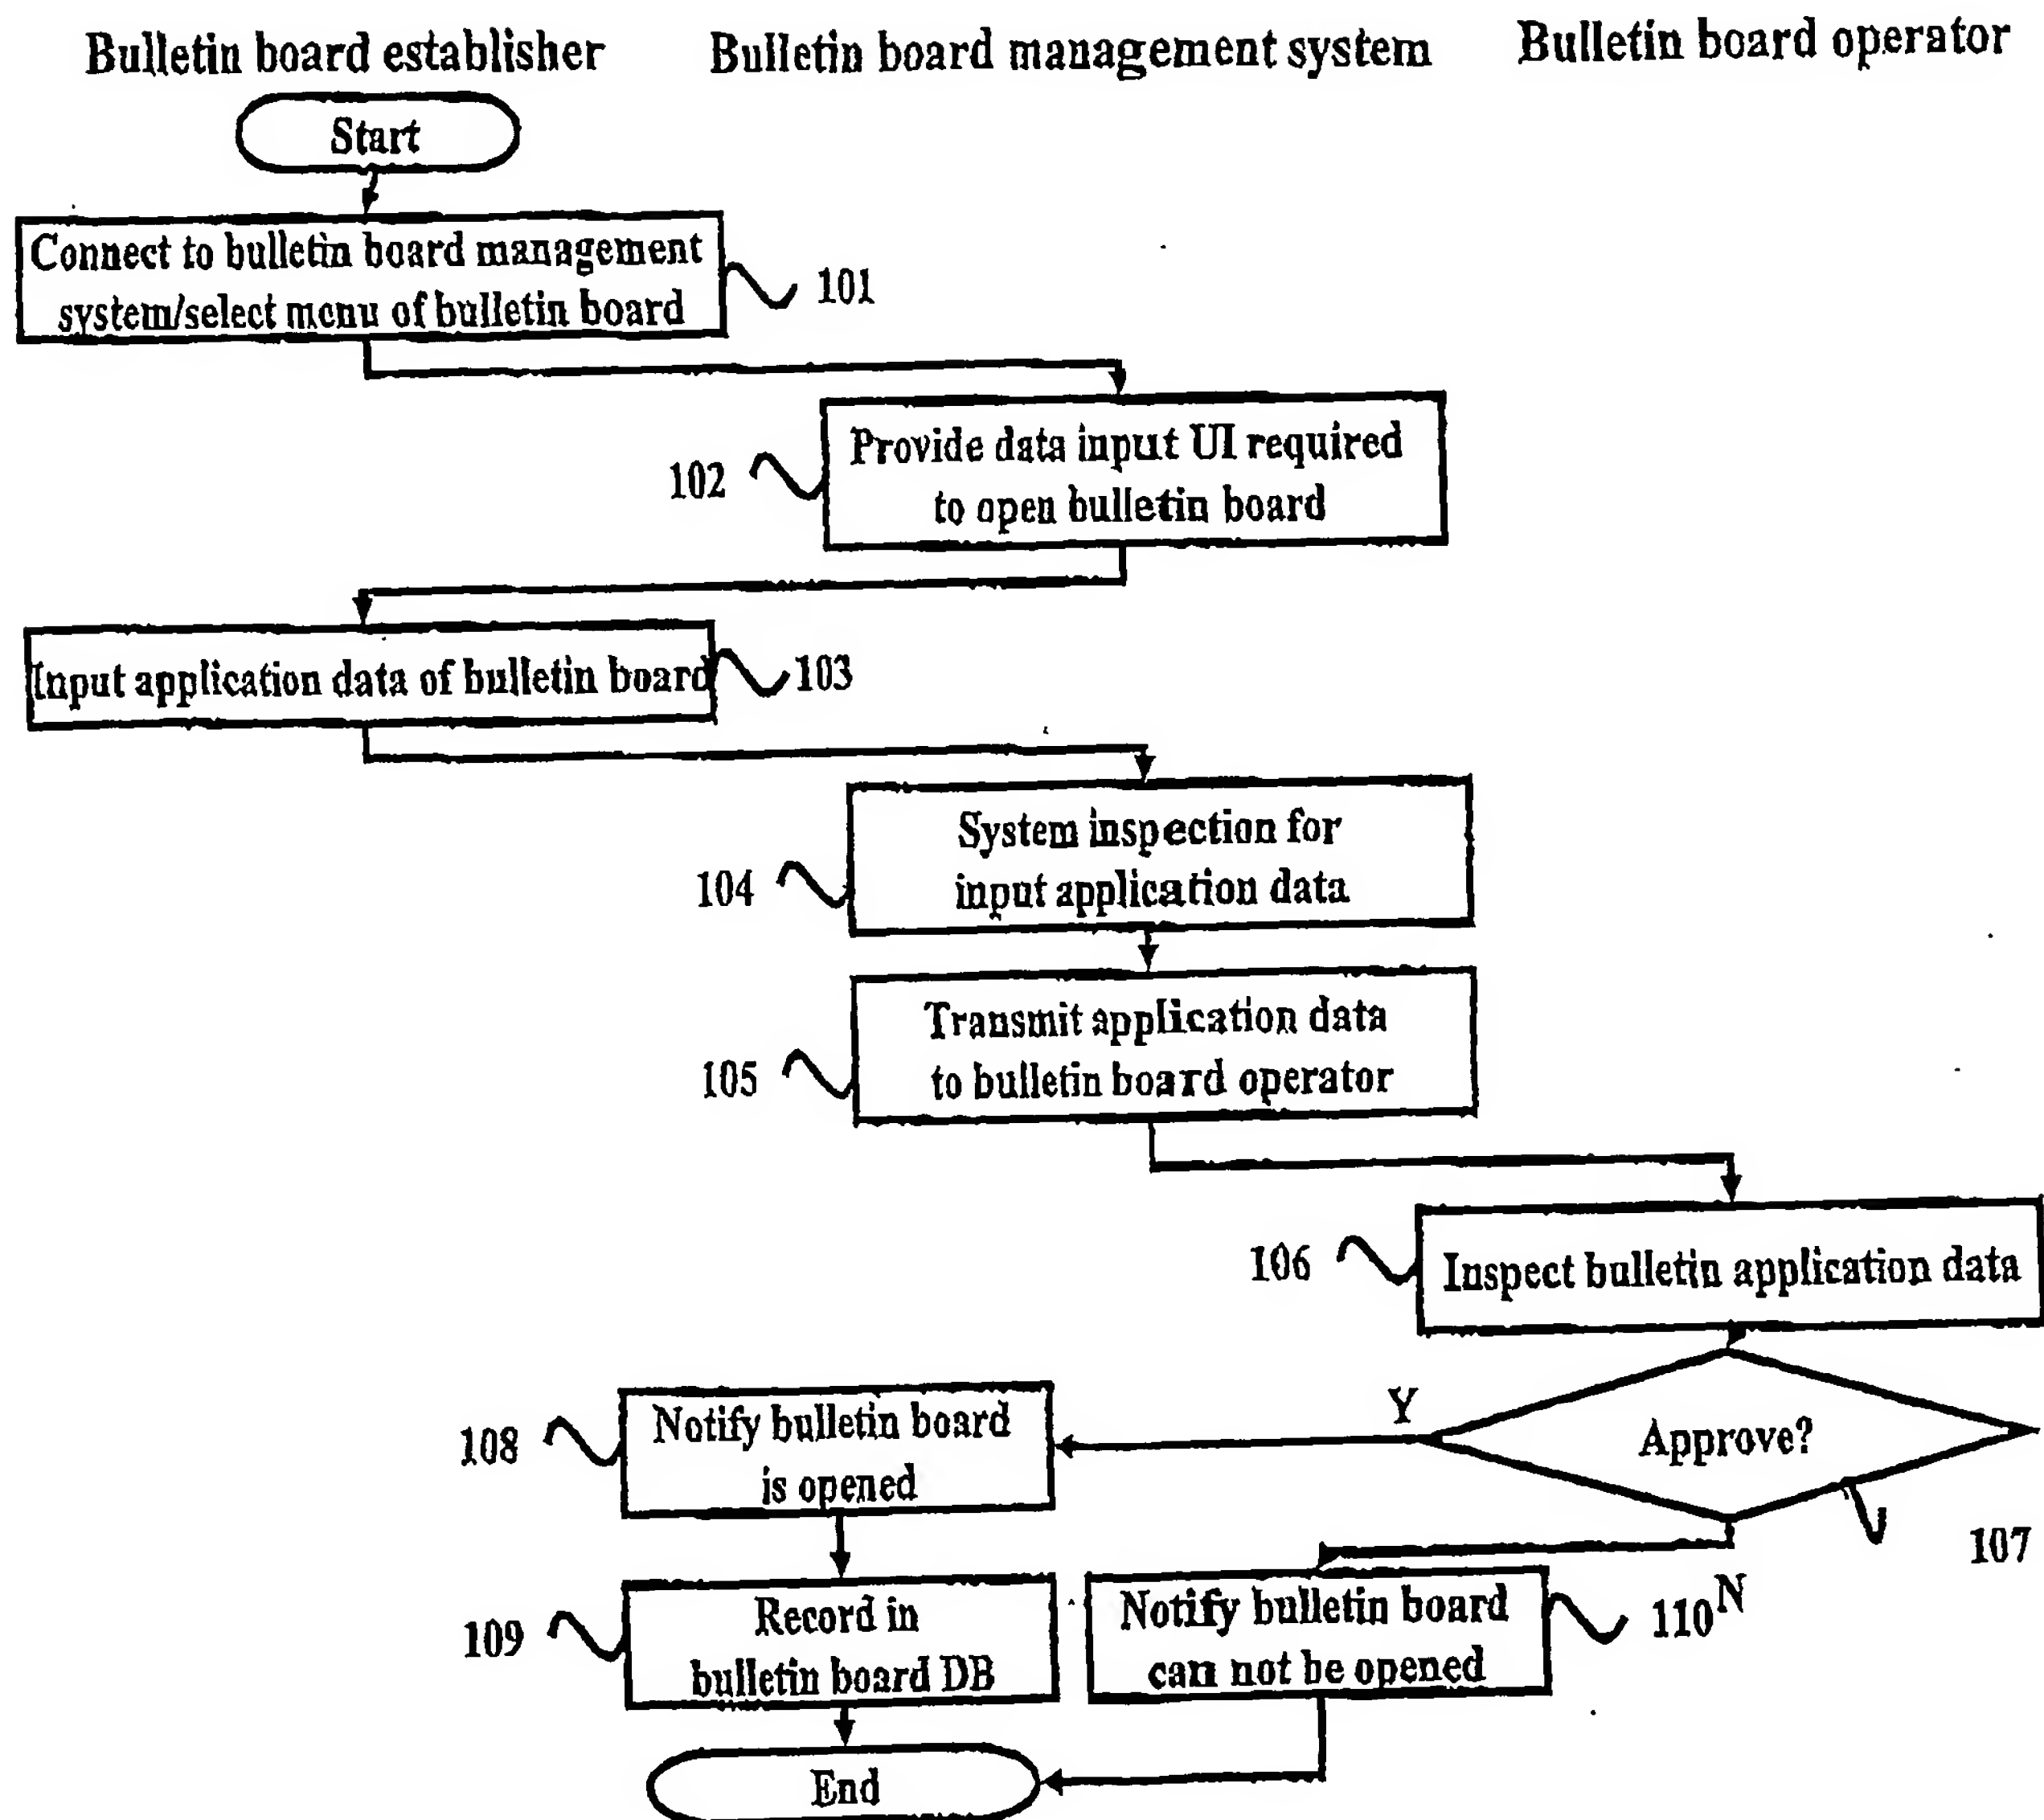 Bulletin board establisher
Bulletin board management system
Bulletin board operator
Start
Connect to bulletin board management
system/select menu of bulletin board
101
Provide data input UI required
to open bulletin board
102
Input application data of bulletin board
103
System inspection for
input application data
104
Transmit application data
to bulletin board operator
105
106
Inspect bulletin application data
Y
Approve?
107
N
108
Notify bulletin board
is opened
109
Record in
bulletin board DB
Notify bulletin board
can not be opened
110
End